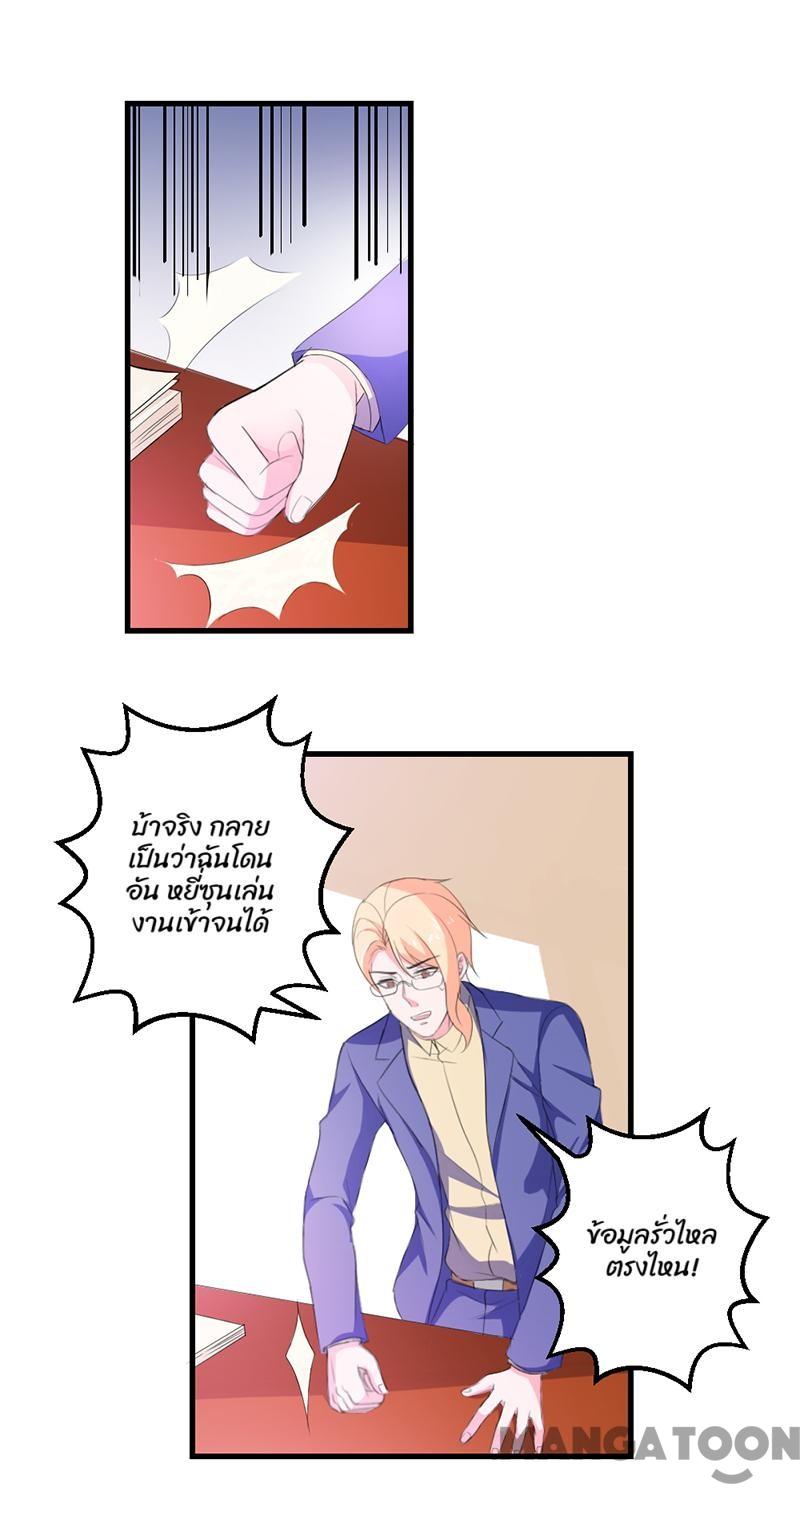 บ้าจริง กลาย
เป็นว่าฉันโดน
อัน หยี่ซุนเล่น
งานเข้าจนได้
ข้อมูลรั่วไหล
ตรงไหน!
MANGATOON